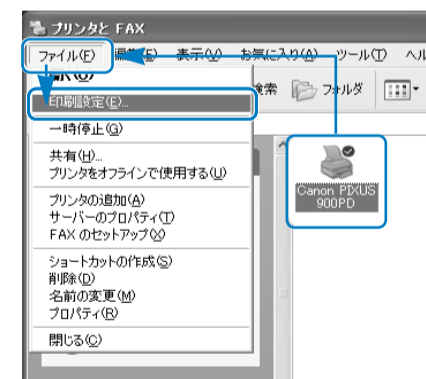 プリンタと FAX
ファイル(F) 編集(E) 表示(V) お気に入り(A) ツール(T) ヘル
検索 フォルダ
印刷設定(E)...
一時停止(G)
共有(H)...
プリンタをオフラインで使用する(U)
プリンタの追加(A)
サーバーのプロパティ(T)
FAX のセットアップ(X)
ショートカットの作成(S)
削除(D)
名前の変更(M)
プロパティ(R)
閉じる(C)
Canon PIXUS
900PD